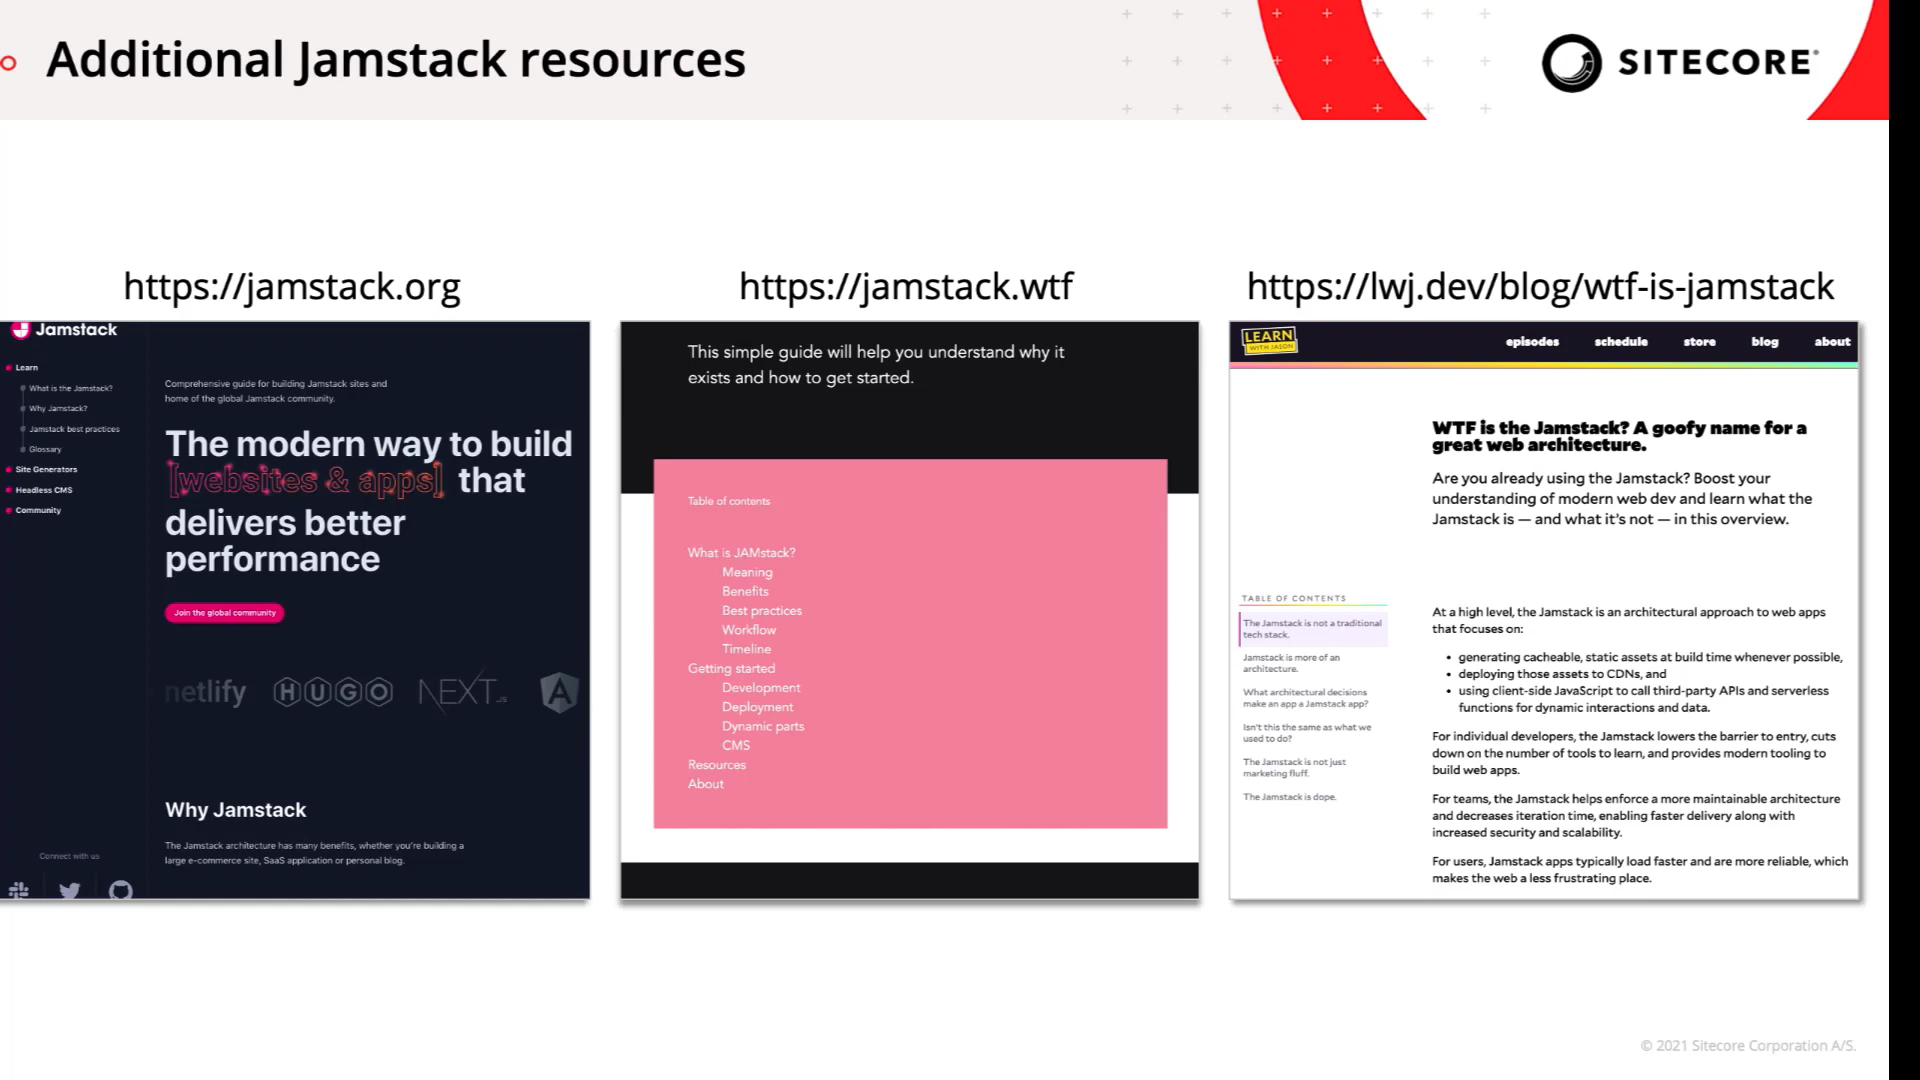 Additional Jamstack resources
SITECORE
https://jamstack.org
https://jamstack.wtf
https://lwj.dev/blog/wtf-is-jamstack
Jamstack
Learn
What is the Jamstack?
Why Jamstack?
Jamstack best practices
Glossary
Site Generators
Headless CMS
Community
Connect with us
Comprehensive guide for building Jamstack sites and
home of the global Jamstack community.
The modern way to build
[websites & apps] that
delivers better
performance
Join the global community
netlify
HUGO
NEXT.JS
A
Why Jamstack
The Jamstack architecture has many benefits, whether you're building a
large e-commerce site, SaaS application or personal blog.
This simple guide will help you understand why it
exists and how to get started.
Table of contents
What is JAMstack?
Meaning
Benefits
Best practices
Workflow
Timeline
Getting started
Development
Deployment
Dynamic parts
CMS
Resources
About
LEARN
WITH JASON
episodes schedule store blog about
WTF is the Jamstack? A goofy name for a
great web architecture.
Are you already using the Jamstack? Boost your
understanding of modern web dev and learn what the
Jamstack is — and what it's not — in this overview.
TABLE OF CONTENTS
The Jamstack is not a traditional
tech stack.
Jamstack is more of an
architecture.
What architectural decisions
make an app a Jamstack app?
Isn't this the same as what we
used to do?
The Jamstack is not just
marketing fluff.
The Jamstack is dope.
At a high level, the Jamstack is an architectural approach to web apps
that focuses on:
• generating cacheable, static assets at build time whenever possible,
• deploying those assets to CDNs, and
• using client-side JavaScript to call third-party APIs and serverless
functions for dynamic interactions and data.
For individual developers, the Jamstack lowers the barrier to entry, cuts
down on the number of tools to learn, and provides modern tooling to
build web apps.
For teams, the Jamstack helps enforce a more maintainable architecture
and decreases iteration time, enabling faster delivery along with
increased security and scalability.
For users, Jamstack apps typically load faster and are more reliable, which
makes the web a less frustrating place.
© 2021 Sitecore Corporation A/S.